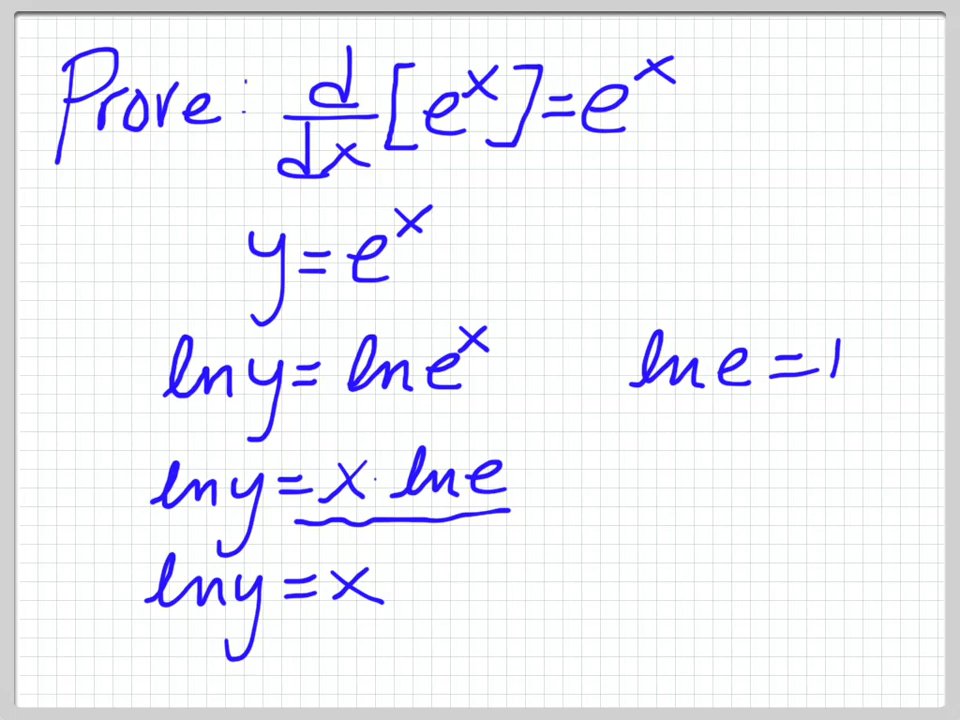 Prove: d/dx [e^x] = e^x
y = e^x
ln y = ln e^x
ln e = 1
ln y = x · ln e
ln y = x